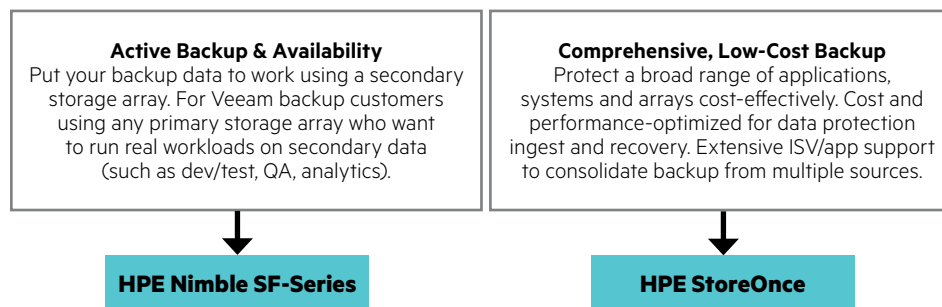 Active Backup & Availability
Put your backup data to work using a secondary
storage array. For Veeam backup customers
using any primary storage array who want
to run real workloads on secondary data
(such as dev/test, QA, analytics).
HPE Nimble SF-Series
Comprehensive, Low-Cost Backup
Protect a broad range of applications,
systems and arrays cost-effectively. Cost and
performance-optimized for data protection
ingest and recovery. Extensive ISV/app support
to consolidate backup from multiple sources.
HPE StoreOnce